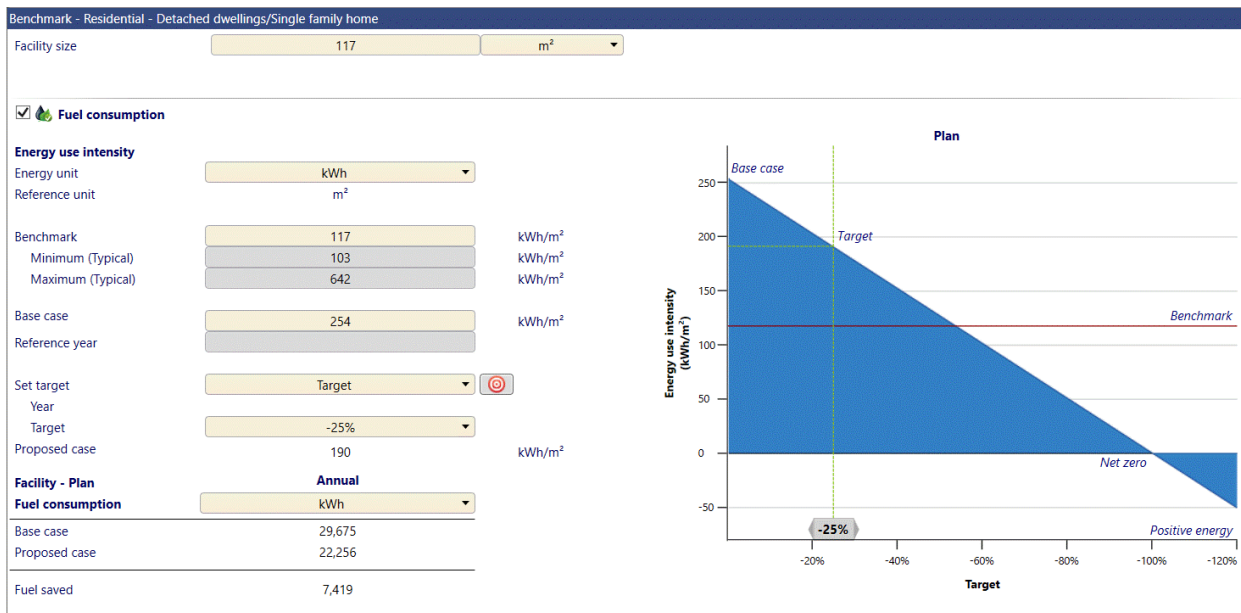 Benchmark - Residential - Detached dwellings/Single family home
Facility size 117 m²
Fuel consumption
Energy use intensity
Energy unit kWh
Reference unit m²
Benchmark 117 kWh/m²
Minimum (Typical) 103 kWh/m²
Maximum (Typical) 642 kWh/m²
Base case 254 kWh/m²
Reference year
Set target Target
Year
Target -25%
Proposed case 190 kWh/m²
Facility - Plan Annual
Fuel consumption kWh
Base case 29,675
Proposed case 22,256
Fuel saved 7,419
Plan
Energy use intensity
(kWh/m²)
250
200
150
100
50
0
-50
Base case
Target
Benchmark
Net zero
Positive energy
-25%
-20% -40% -60% -80% -100% -120%
Target